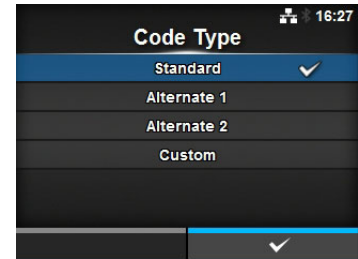 16:27
Code Type
Standard
Alternate 1
Alternate 2
Custom